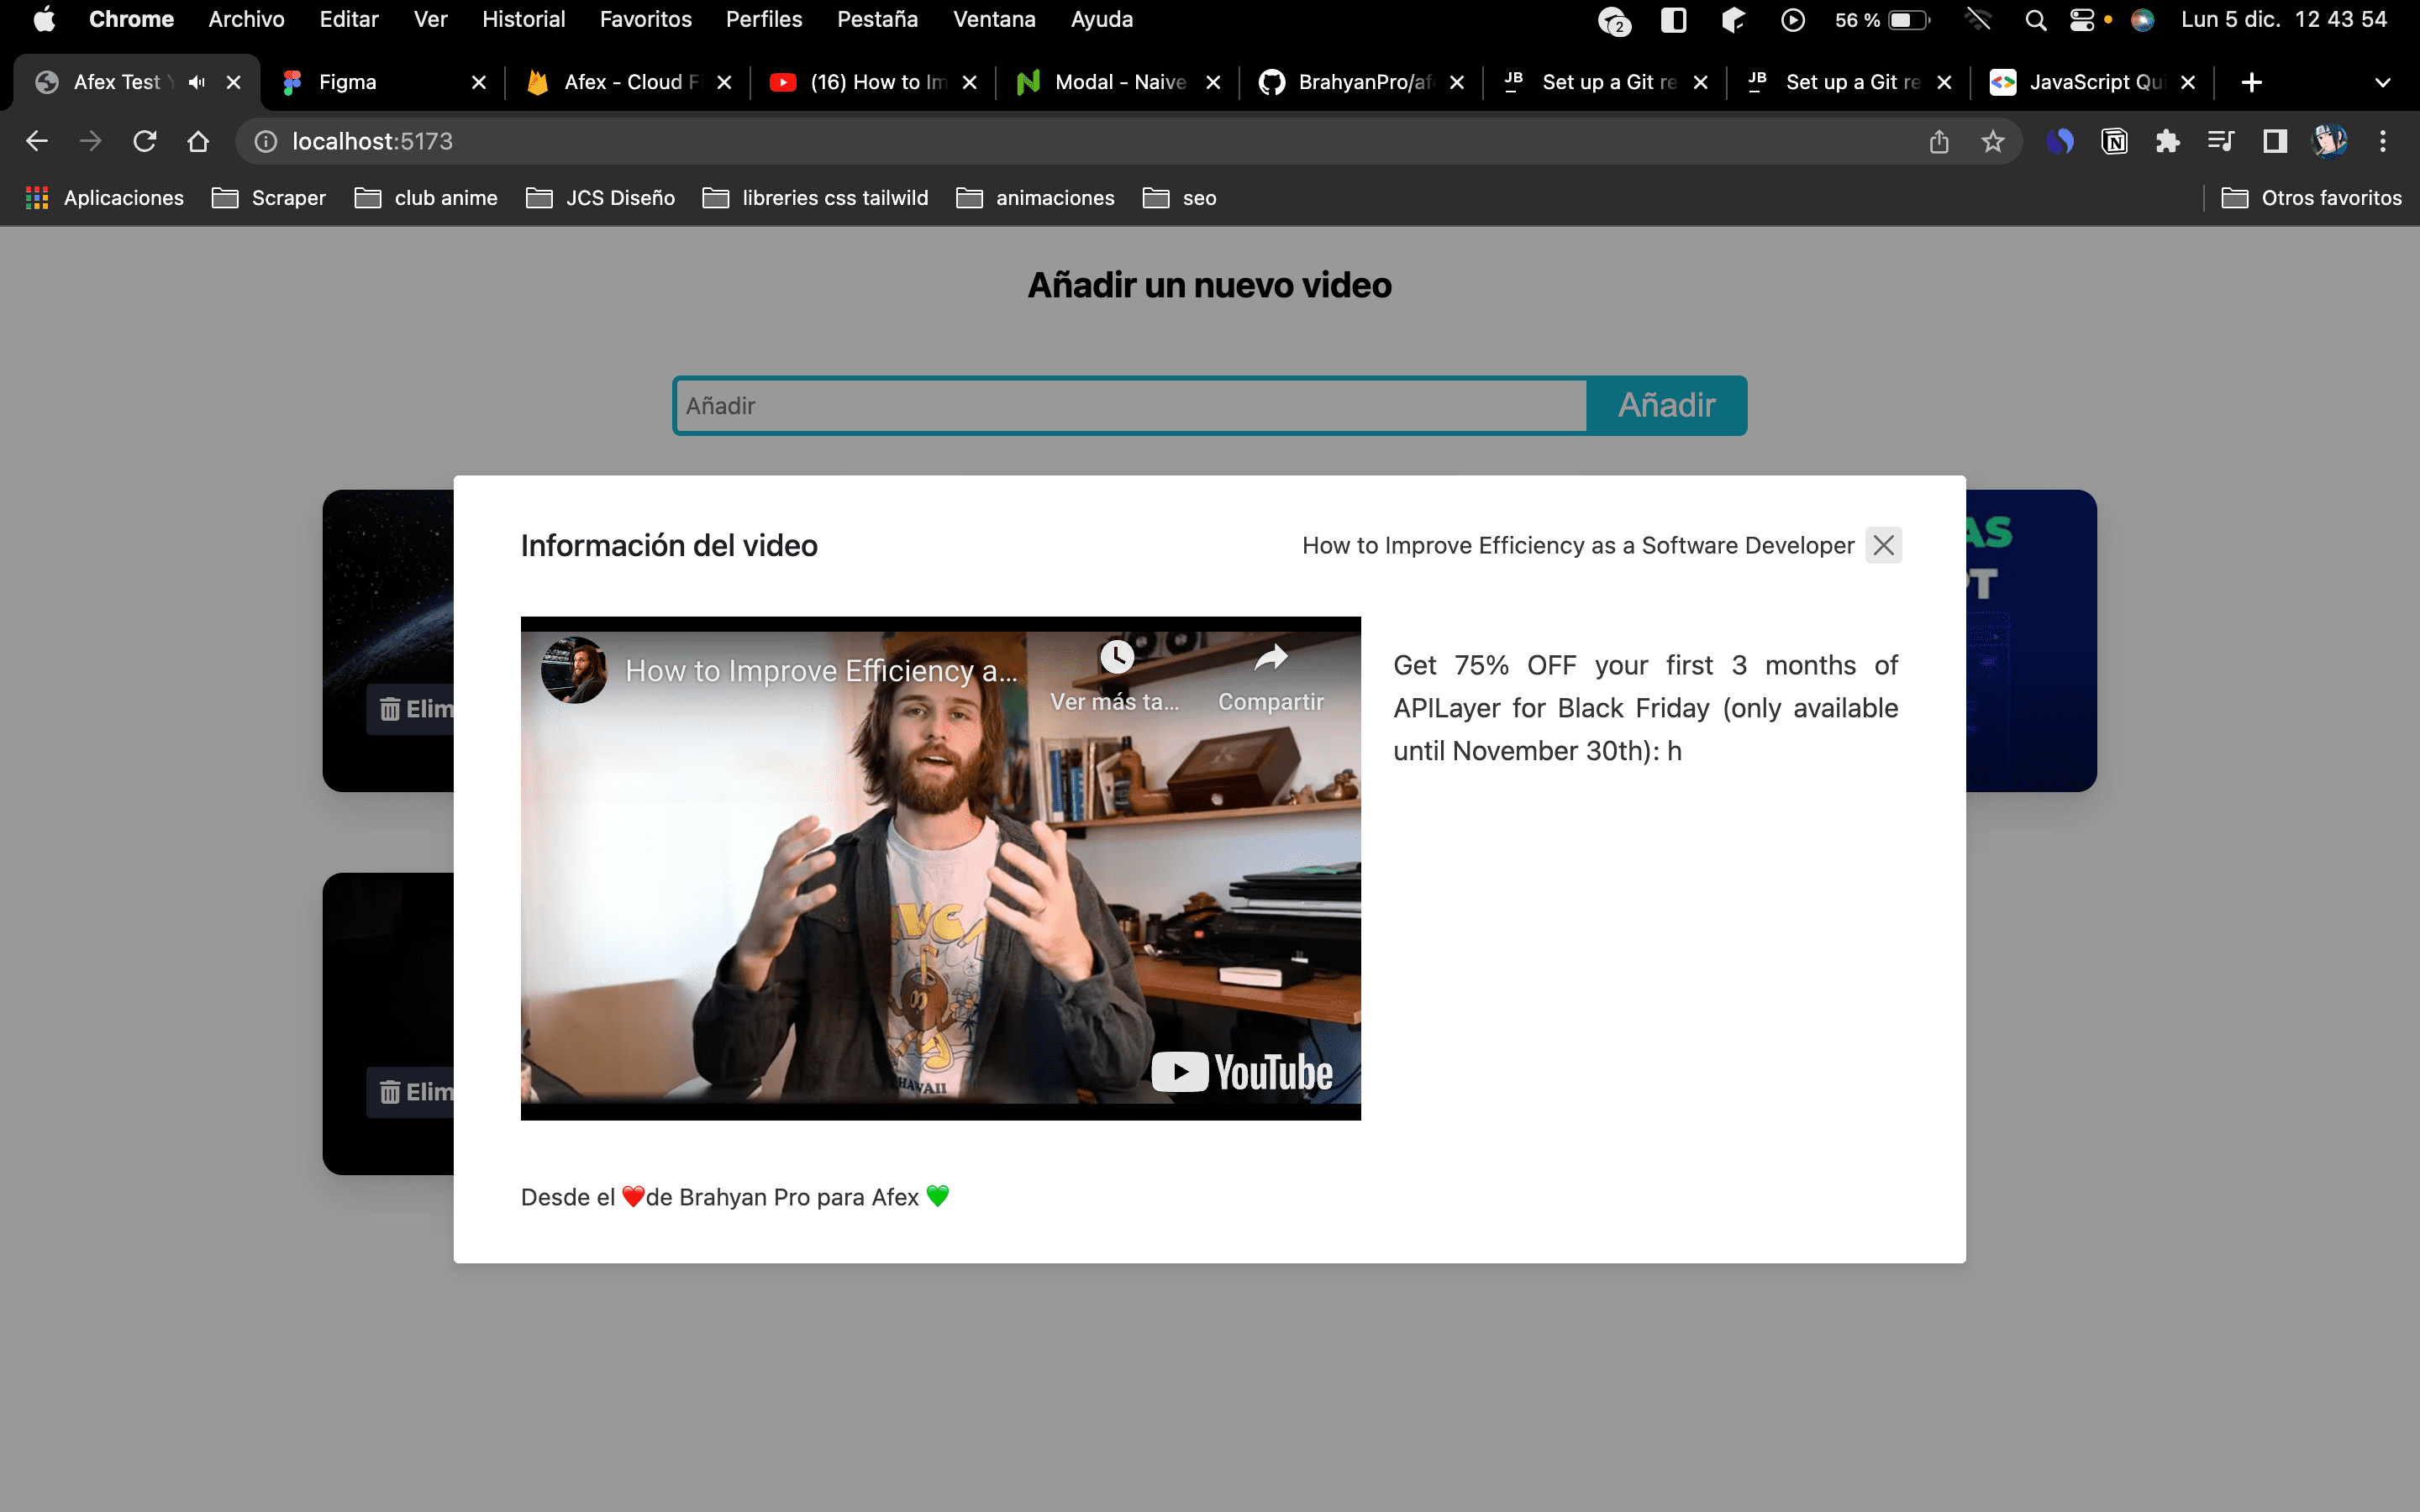 Chrome Archivo Editar Ver Historial Favoritos Perfiles Pestaña Ventana Ayuda 2 56 % Lun 5 dic. 12 43 54
Afex Test Figma Afex - Cloud (16) How to Modal - Naive BrahyanPro/ Set up a Git re Set up a Git re JavaScript
localhost:5173
Aplicaciones Scraper club anime JCS Diseño libreries css tailwild animaciones seo Otros favoritos
Añadir un nuevo video
Añadir Añadir
Información del video How to Improve Efficiency as a Software Developer
How to Improve Efficiency a...
Ver más ta... Compartir
Get 75% OFF your first 3 months of
APILayer for Black Friday (only available
until November 30th): h
Elim
HAWAII
YouTube
Elim
Desde el ❤️de Brahyan Pro para Afex 💚